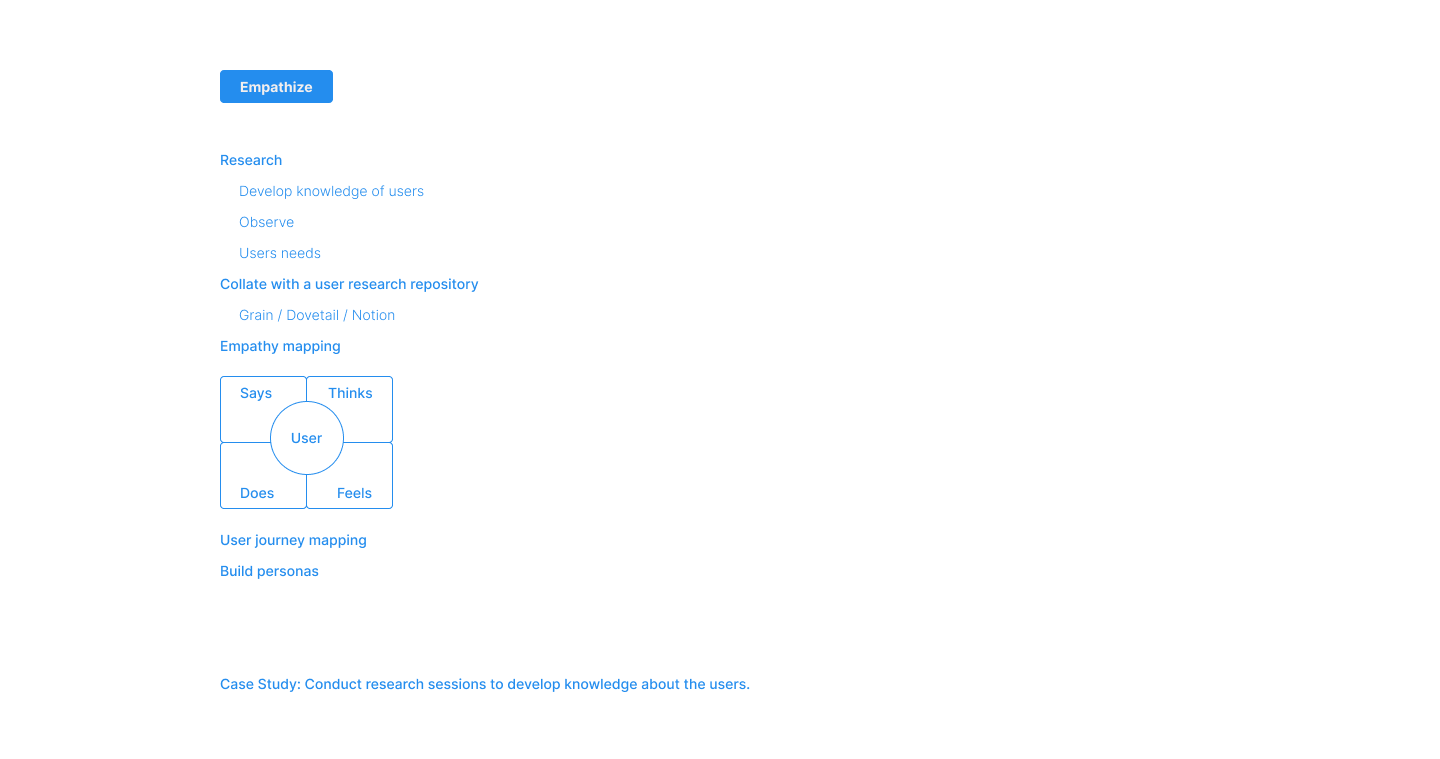 Empathize
Research
Develop knowledge of users
Observe
Users needs
Collate with a user research repository
Grain / Dovetail / Notion
Empathy mapping
Says
Thinks
User
Does
Feels
User journey mapping
Build personas
Case Study: Conduct research sessions to develop knowledge about the users.